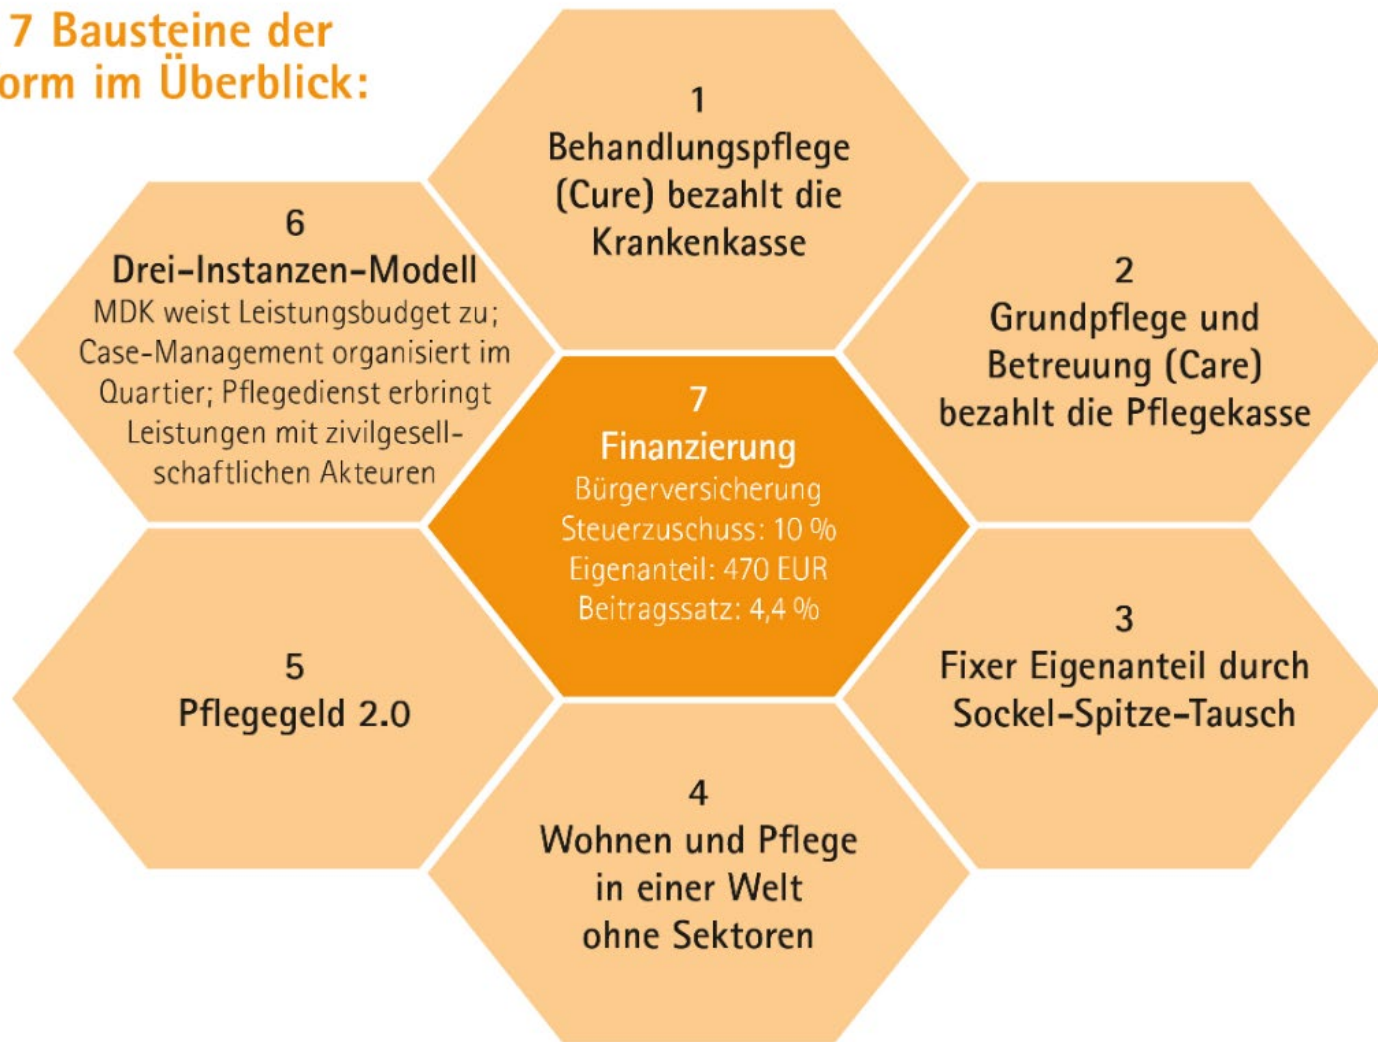 7 Bausteine der
orm im Überblick:
1
Behandlungspflege
(Cure) bezahlt die
Krankenkasse
2
Grundpflege und
Betreuung (Care)
bezahlt die Pflegekasse
3
Fixer Eigenanteil durch
Sockel-Spitze-Tausch
4
Wohnen und Pflege
in einer Welt
ohne Sektoren
5
Pflegegeld 2.0
6
Drei-Instanzen-Modell
MDK weist Leistungsbudget zu;
Case-Management organisiert im
Quartier; Pflegedienst erbringt
Leistungen mit zivilgesell-
schaftlichen Akteuren
7
Finanzierung
Bürgerversicherung
Steuerzuschuss: 10 %
Eigenanteil: 470 EUR
Beitragssatz: 4,4 %